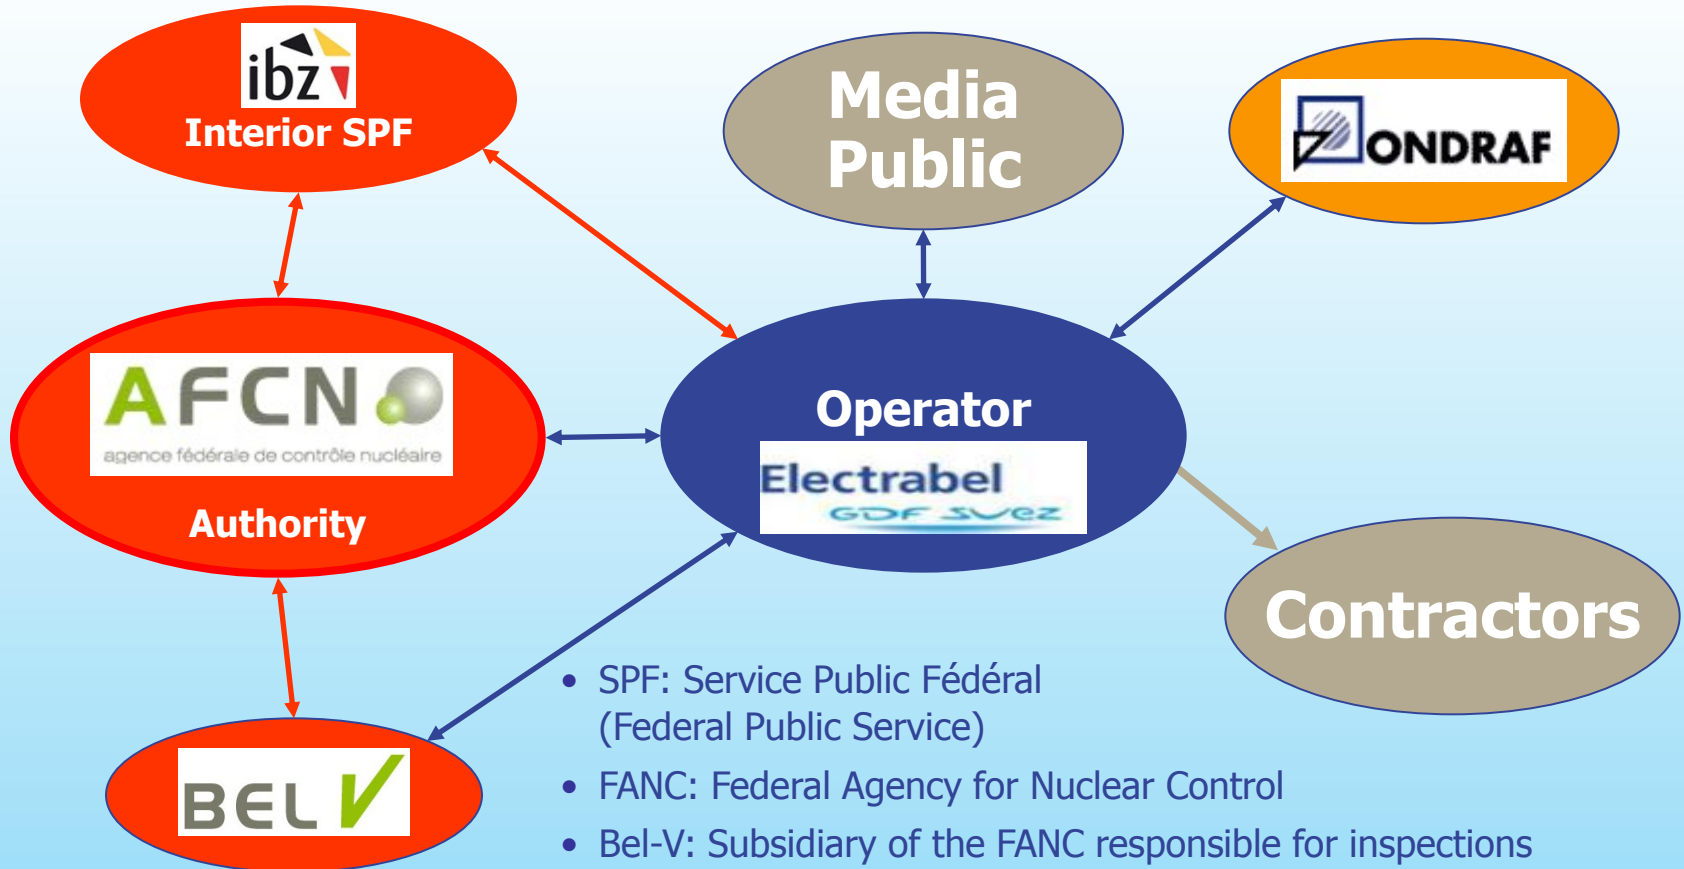 ibz
Interior SPF
Media
Public
ONDRAF
AFCN
agence fédérale de contrôle nucléaire
Authority
Operator
Electrabel
GDF SUEZ
Contractors
BEL V
• SPF: Service Public Fédéral
(Federal Public Service)
• FANC: Federal Agency for Nuclear Control
• Bel-V: Subsidiary of the FANC responsible for inspections